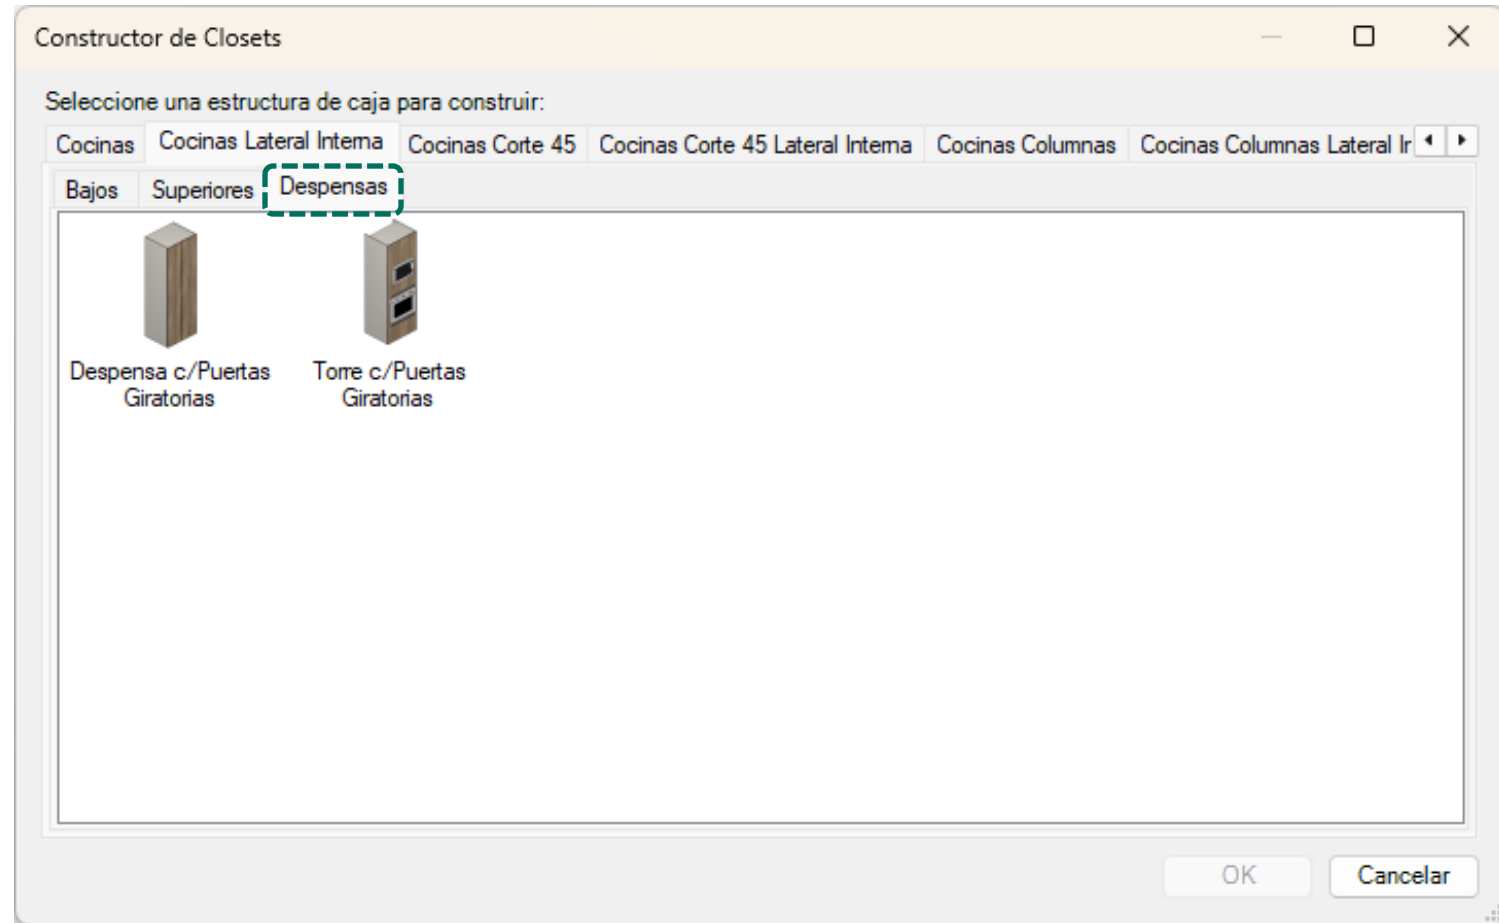 Constructor de Closets
Seleccione una estructura de caja para construir:
Cocinas Cocinas Lateral Interna Cocinas Corte 45 Cocinas Corte 45 Lateral Interna Cocinas Columnas Cocinas Columnas Lateral Ir
Bajos Superiores Despensas
Despensa c/Puertas Torre c/Puertas
Giratorias Giratorias
OK Cancelar